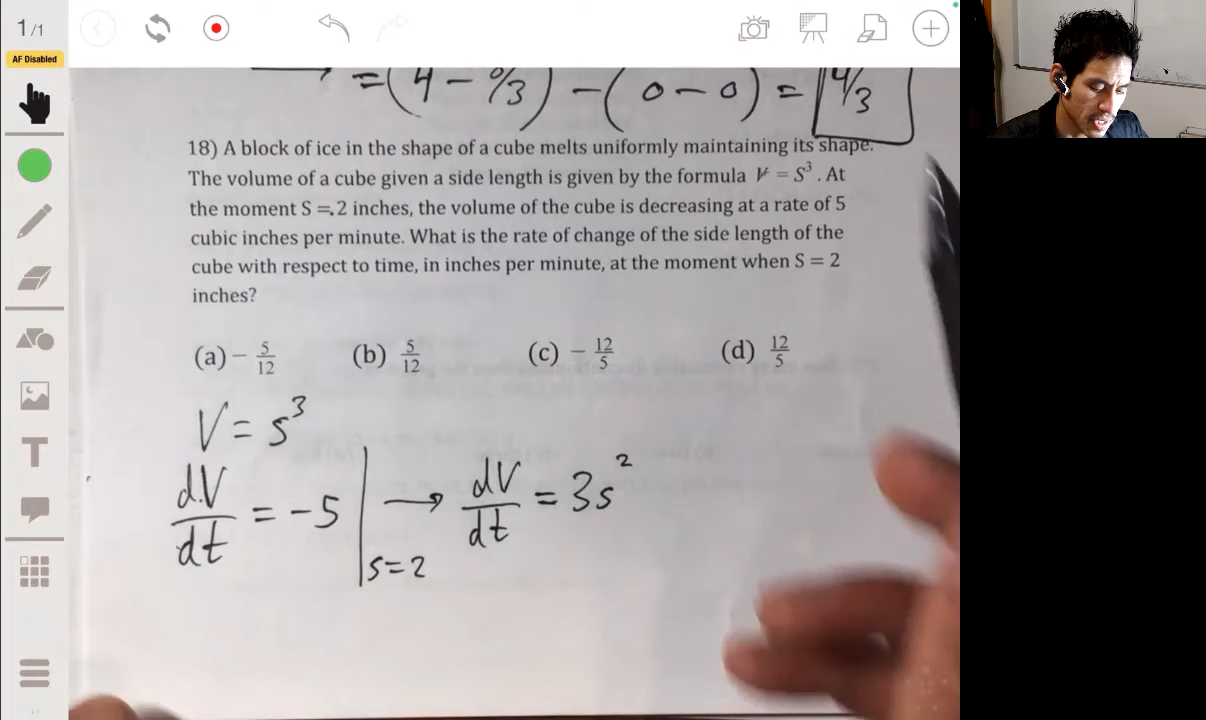 1/1
AF Disabled
= (4 - 8/3) - (0 - 0) = 4/3
18) A block of ice in the shape of a cube melts uniformly maintaining its shape.
The volume of a cube given a side length is given by the formula V = S³. At
the moment S = 2 inches, the volume of the cube is decreasing at a rate of 5
cubic inches per minute. What is the rate of change of the side length of the
cube with respect to time, in inches per minute, at the moment when S = 2
inches?
(a) - 5/12 (b) 5/12 (c) - 12/5 (d) 12/5
V = s³
dV/dt = -5 | s=2 → dV/dt = 3s²
T